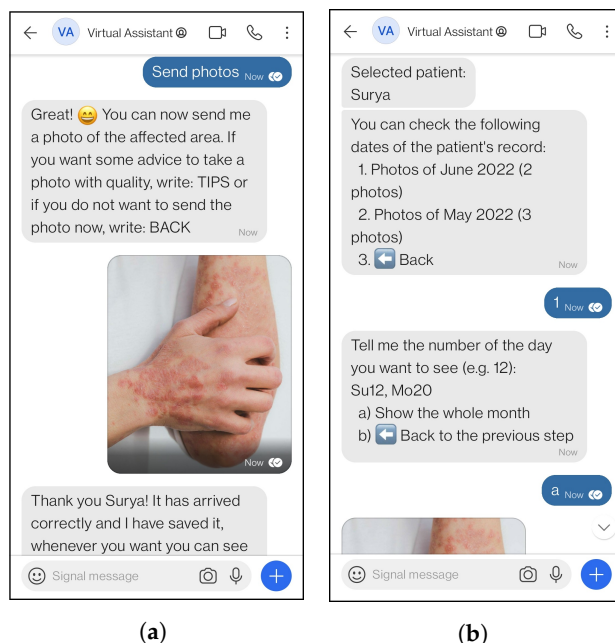 VA Virtual Assistant
Send photos Now
Great! 😄 You can now send me
a photo of the affected area. If
you want some advice to take a
photo with quality, write: TIPS or
if you do not want to send the
photo now, write: BACK
Now
Now
Thank you Surya! It has arrived
correctly and I have saved it,
whenever you want you can see
Signal message
(a)
VA Virtual Assistant
Selected patient:
Surya
You can check the following
dates of the patient's record:
1. Photos of June 2022 (2
photos)
2. Photos of May 2022 (3
photos)
3. ⬅ Back
Now
1 Now
Tell me the number of the day
you want to see (e.g. 12):
Su12, Mo20
a) Show the whole month
b) ⬅ Back to the previous step
Now
a Now
Signal message
(b)